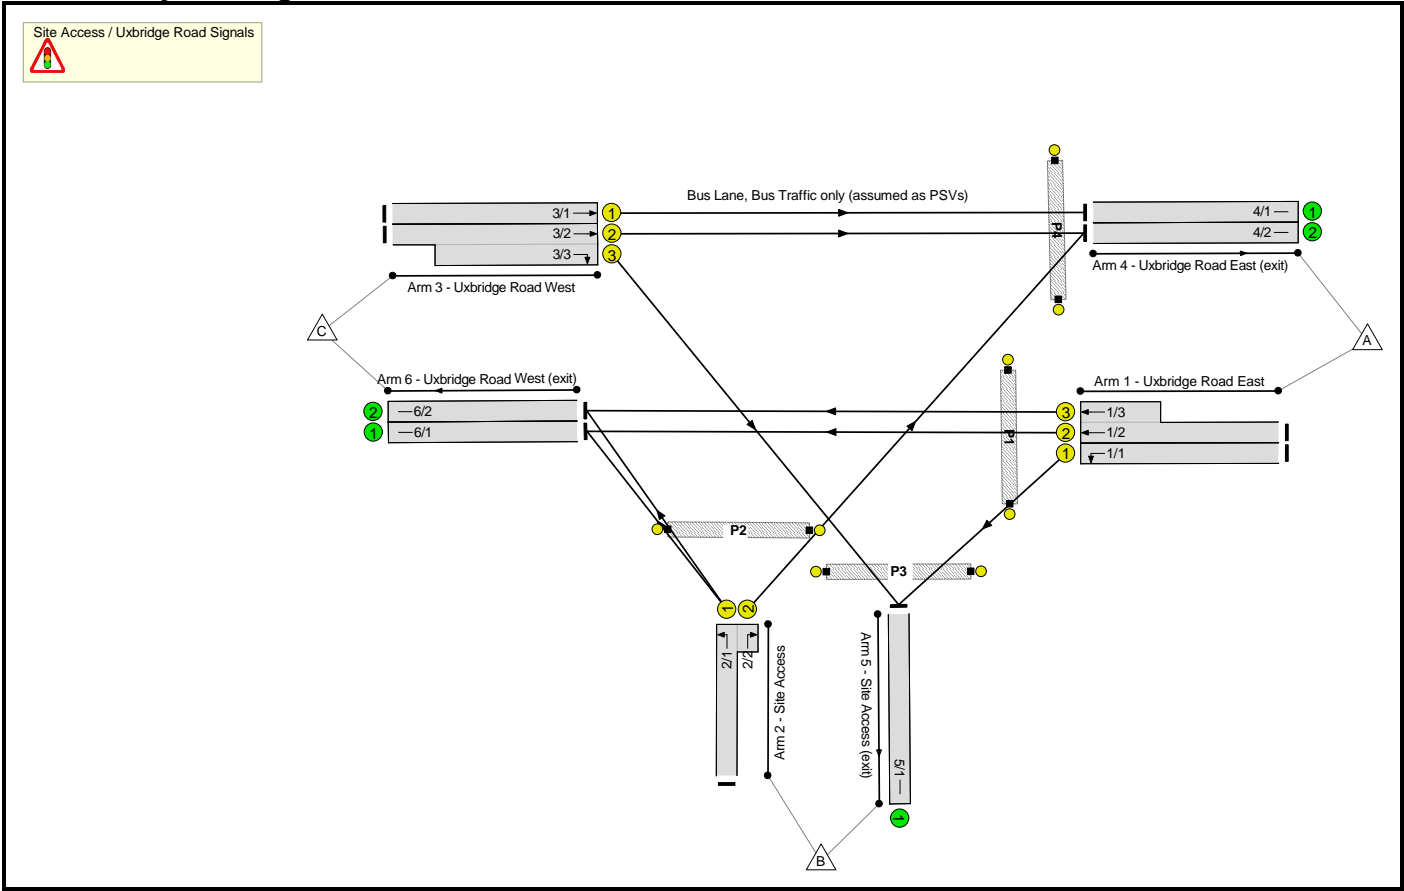 Site Access / Uxbridge Road Signals
Bus Lane, Bus Traffic only (assumed as PSVs)
3/1
1
3/2
2
3/3
3
Arm 3 - Uxbridge Road West
P4
4/1
1
4/2
2
Arm 4 - Uxbridge Road East (exit)
C
A
Arm 6 - Uxbridge Road West (exit)
2
6/2
1
6/1
Arm 1 - Uxbridge Road East
3
1/3
2
1/2
1
1/1
P1
P2
P3
1
2
2/1
2/2
Arm 2 - Site Access
Arm 5 - Site Access (exit)
5/1
1
B